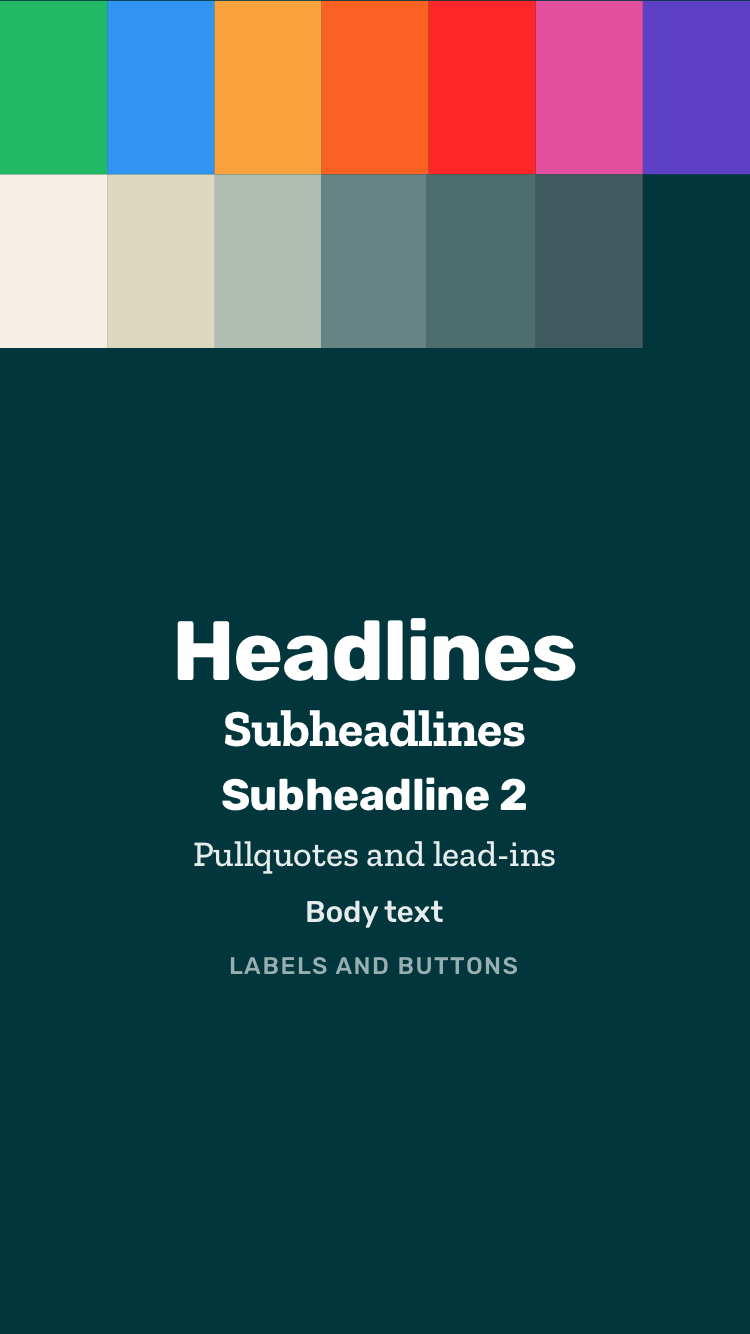 Headlines
Subheadlines
Subheadline 2
Pullquotes and lead-ins
Body text
LABELS AND BUTTONS